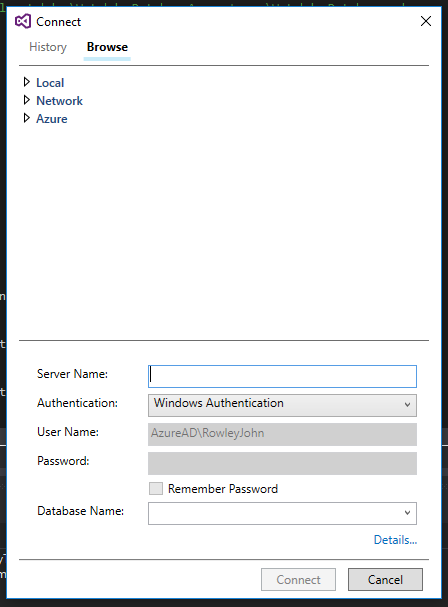 Connect
History Browse
Local
Network
Azure
Server Name:
Authentication: Windows Authentication
User Name: AzureAD\RowleyJohn
Password:
Remember Password
Database Name:
Details...
Connect Cancel